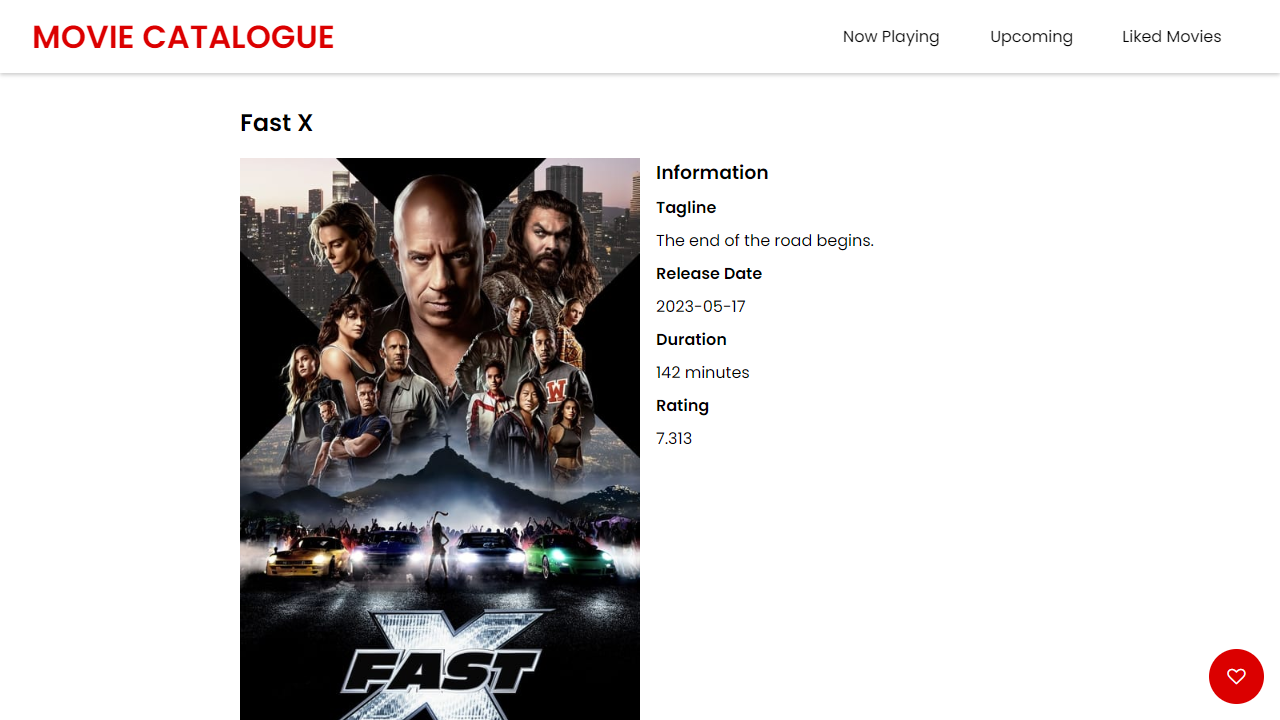 MOVIE CATALOGUE
Now Playing
Upcoming
Liked Movies
Fast X
W
FAST
X
Information
Tagline
The end of the road begins.
Release Date
2023-05-17
Duration
142 minutes
Rating
7.313